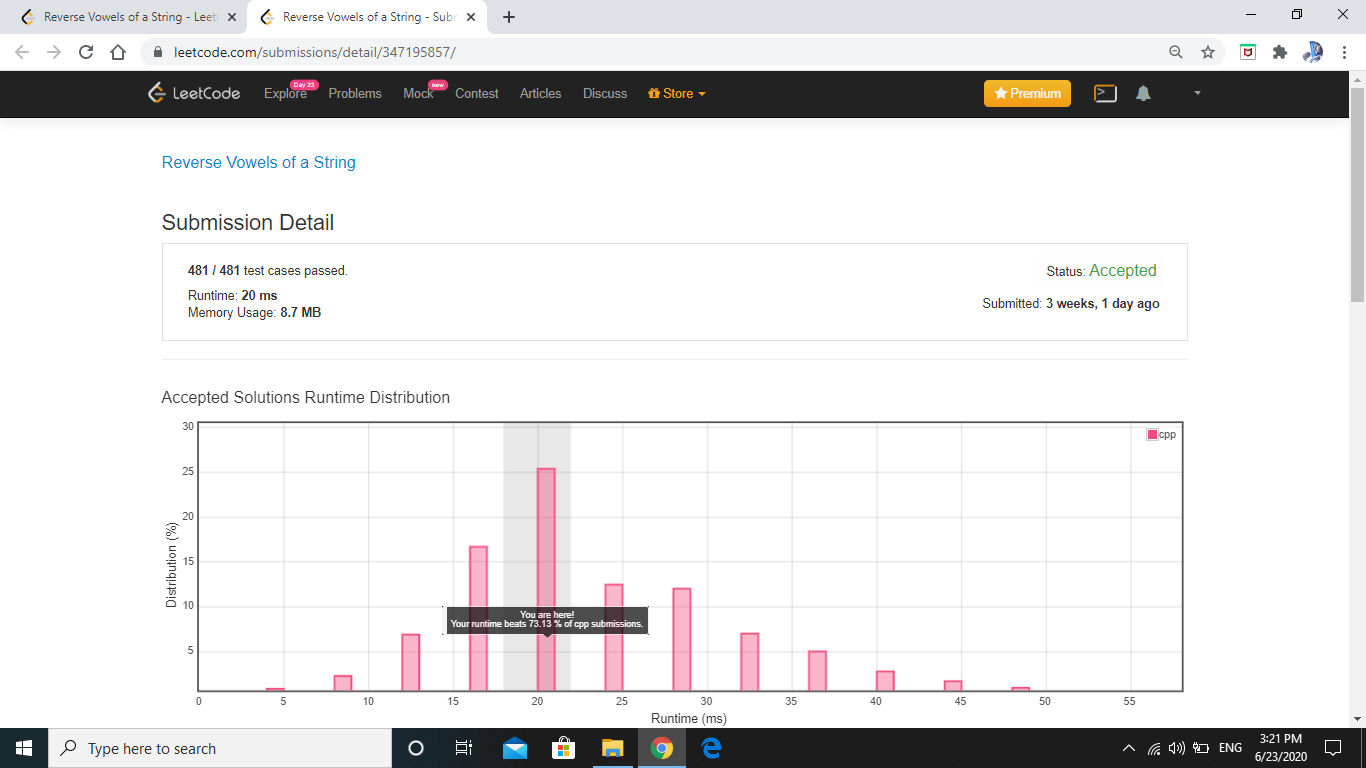 Reverse Vowels of a String - Leet
Reverse Vowels of a String - Subr
leetcode.com/submissions/detail/347195857/
LeetCode
Explore
Day 23
Problems
Mock
new
Contest
Articles
Discuss
Store
Premium
Reverse Vowels of a String
Submission Detail
481 / 481 test cases passed.
Status: Accepted
Runtime: 20 ms
Submitted: 3 weeks, 1 day ago
Memory Usage: 8.7 MB
Accepted Solutions Runtime Distribution
30
25
20
15
10
5
Distribution (%)
cpp
You are here!
Your runtime beats 73.13 % of cpp submissions.
0 5 10 15 20 25 30 35 40 45 50 55
Runtime (ms)
Type here to search
ENG
3:21 PM
6/23/2020